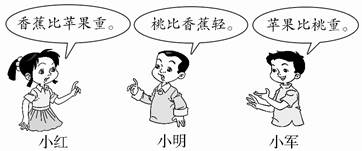 香蕉比苹果重。
桃比香蕉轻。
苹果比桃重。
小红
小明
小军